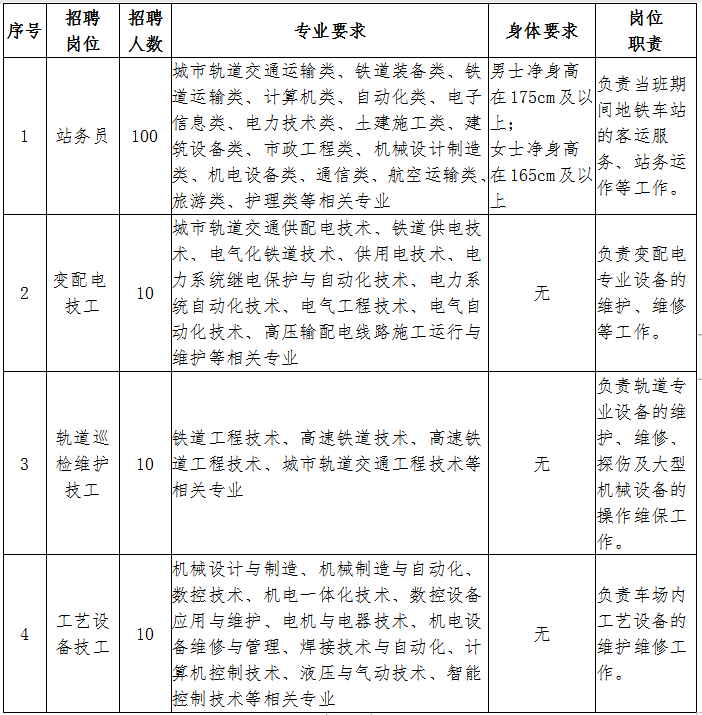 序号
招聘
岗位
招聘
人数
专业要求
身体要求
岗位
职责
1
站务员
100
城市轨道交通运输类、铁道装备类、铁
道运输类、计算机类、自动化类、电子
信息类、电力技术类、土建施工类、建
筑设备类、市政工程类、机械设计制造
类、机电设备类、通信类、航空运输类、
旅游类、护理类等相关专业
男士净身高
在175cm及以
上；
女士净身高
在165cm及以
上
负责当班期
间地铁车站
的客运服
务、站务运
作等工作。
2
变配电
技工
10
城市轨道交通供配电技术、铁道供电技
术、电气化铁道技术、供用电技术、电
力系统继电保护与自动化技术、电力系
统自动化技术、电气工程技术、电气自
动化技术、高压输配电线路施工运行与
维护等相关专业
无
负责变配电
专业设备的
维护、维修
等工作。
3
轨道巡
检维护
技工
10
铁道工程技术、高速铁道技术、高速铁
道工程技术、城市轨道交通工程技术等
相关专业
无
负责轨道专
业设备的维
护、维修、
探伤及大型
机械设备的
操作维保工
作。
4
工艺设
备技工
10
机械设计与制造、机械制造与自动化、
数控技术、机电一体化技术、数控设备
应用与维护、电机与电器技术、机电设
备维修与管理、焊接技术与自动化、计
算机控制技术、液压与气动技术、智能
控制技术等相关专业
无
负责车场内
工艺设备的
维护维修工
作。